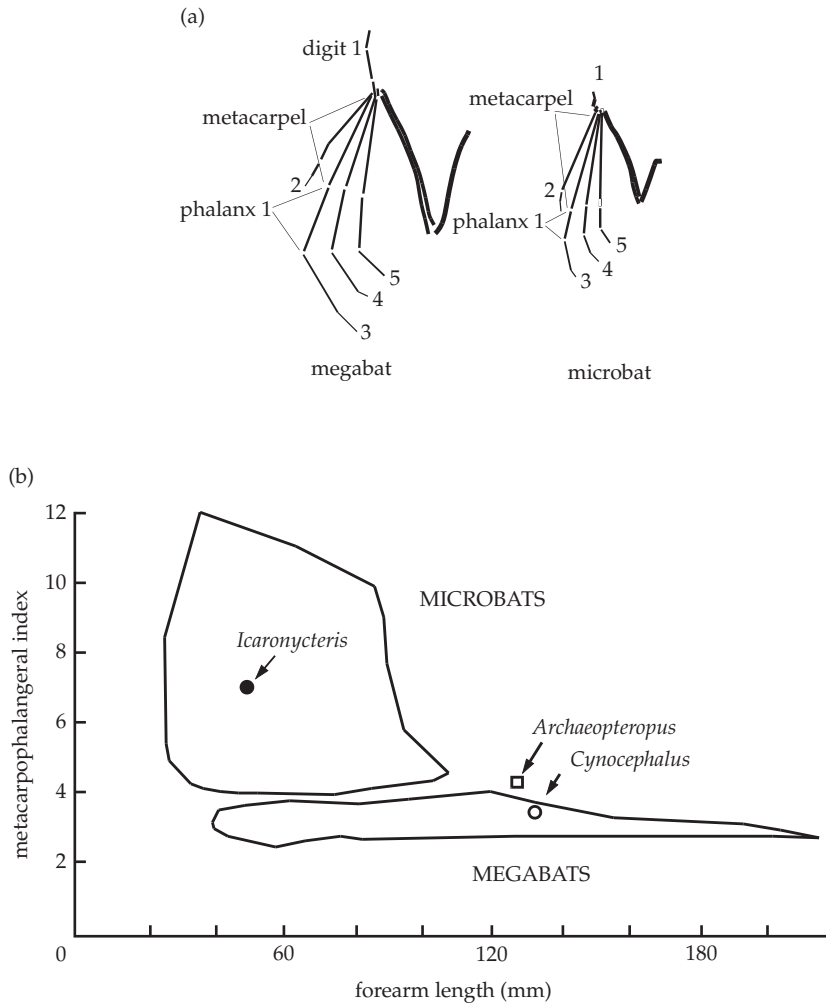 (a)
digit 1
1
metacarpel
metacarpel
2
2
phalanx 1
phalanx 1
5
5
4
4
3
3
megabat
microbat
(b)
12
10
8
6
4
2
0
metacarpophalangeral index
MICROBATS
Icaronycteris
Archaeopteropus
Cynocephalus
MEGABATS
60
120
180
forearm length (mm)